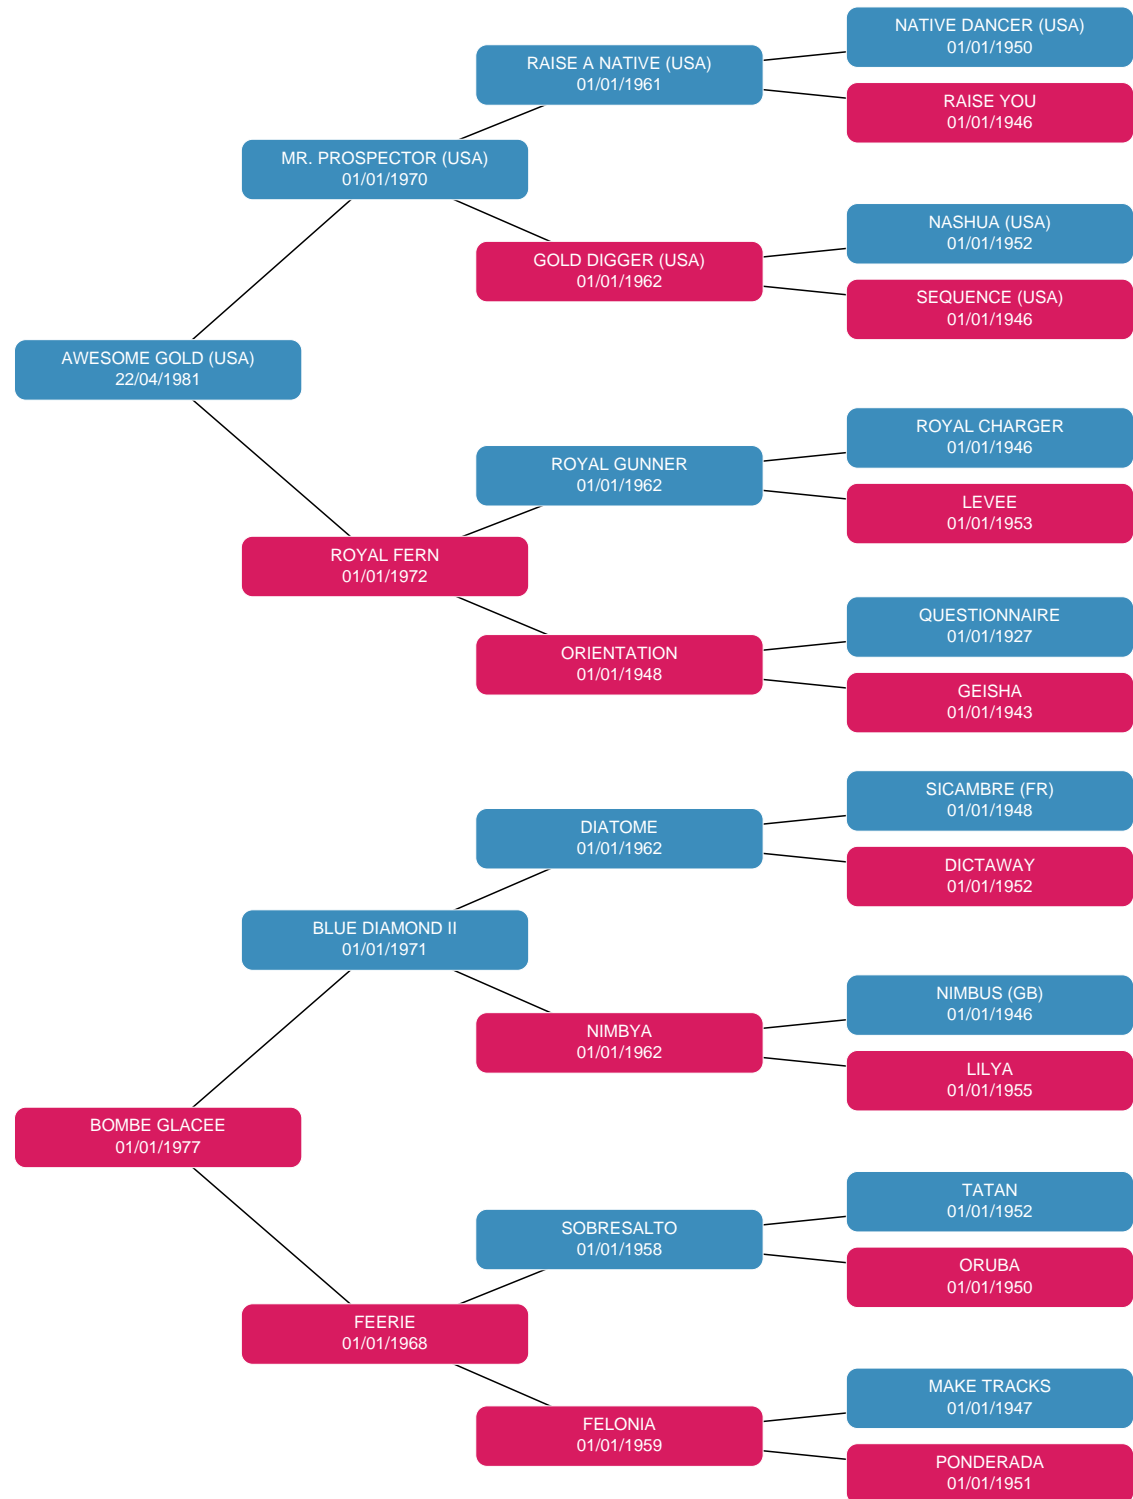 NATIVE DANCER (USA)
01/01/1950
RAISE A NATIVE (USA)
01/01/1961
RAISE YOU
01/01/1946
MR. PROSPECTOR (USA)
01/01/1970
NASHUA (USA)
01/01/1952
GOLD DIGGER (USA)
01/01/1962
SEQUENCE (USA)
01/01/1946
AWESOME GOLD (USA)
22/04/1981
ROYAL CHARGER
01/01/1946
ROYAL GUNNER
01/01/1962
LEVEE
01/01/1953
ROYAL FERN
01/01/1972
QUESTIONNAIRE
01/01/1927
ORIENTATION
01/01/1948
GEISHA
01/01/1943
SICAMBRE (FR)
01/01/1948
DIATOME
01/01/1962
DICTAWAY
01/01/1952
BLUE DIAMOND II
01/01/1971
NIMBUS (GB)
01/01/1946
NIMBYA
01/01/1962
LILYA
01/01/1955
BOMBE GLACEE
01/01/1977
TATAN
01/01/1952
SOBRESALTO
01/01/1958
ORUBA
01/01/1950
FEERIE
01/01/1968
MAKE TRACKS
01/01/1947
FELONIA
01/01/1959
PONDERADA
01/01/1951